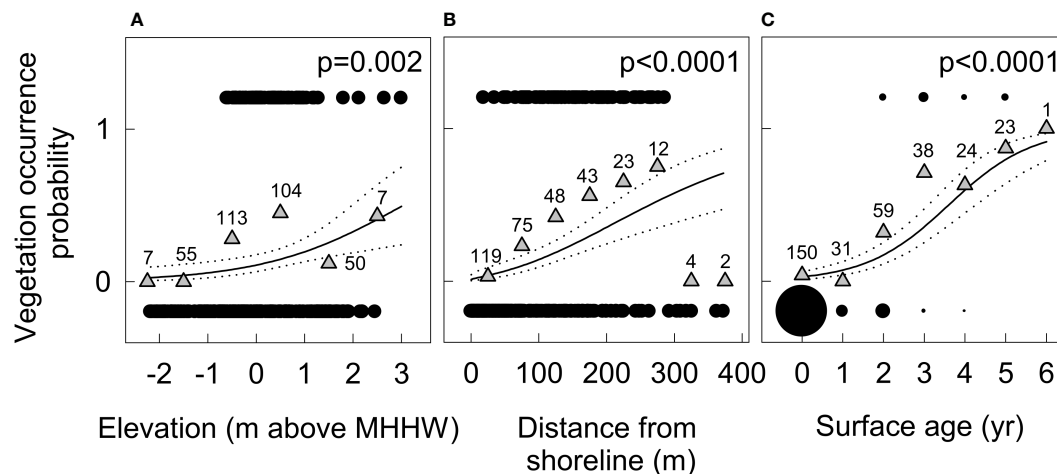 A
B
C
p=0.002
p<0.0001
p<0.0001
Vegetation occurrence
probability
1
0
7
55
113
104
50
7
119
75
48
43
23
12
4
2
150
31
59
38
24
23
1
-2 -1 0 1 2 3
0 100 200 300 400
0 1 2 3 4 5 6
Elevation (m above MHHW)
Distance from
shoreline (m)
Surface age (yr)